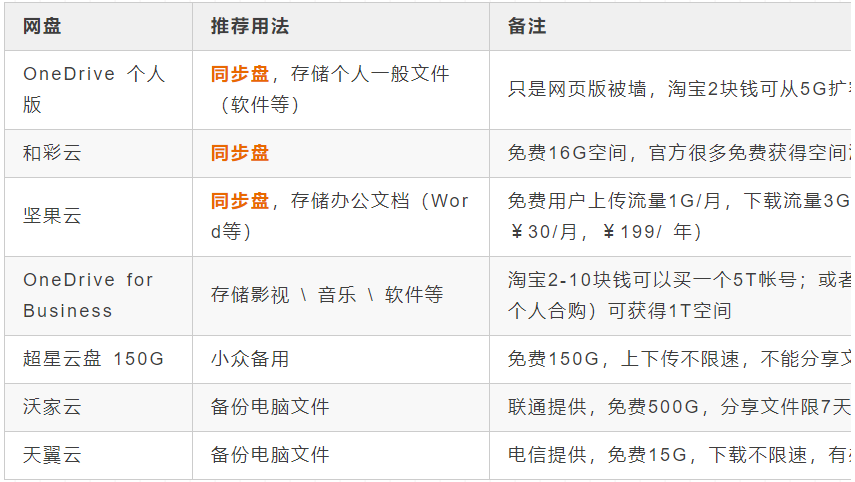 网盘 推荐用法 备注
OneDrive 个人版 同步盘，存储个人一般文件（软件等） 只是网页版被墙，淘宝2块钱可从5G扩
和彩云 同步盘 免费16G空间，官方很多免费获得空间
坚果云 同步盘，存储办公文档（Word等） 免费用户上传流量1G/月，下载流量3G
￥30/月，￥199/ 年）
OneDrive for Business 存储影视 \ 音乐 \ 软件等 淘宝2-10块钱可以买一个5T帐号；或者
个人合购）可获得1T空间
超星云盘 150G 小众备用 免费150G，上下传不限速，不能分享文
沃家云 备份电脑文件 联通提供，免费500G，分享文件限7天
天翼云 备份电脑文件 电信提供，免费15G，下载不限速，有